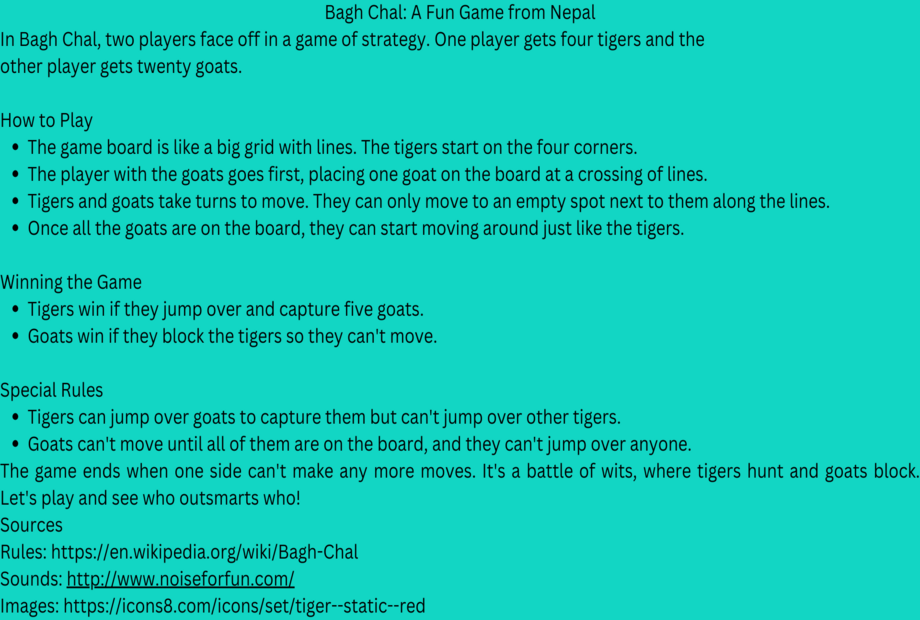 Bagh Chal: A Fun Game from Nepal
In Bagh Chal, two players face off in a game of strategy. One player gets four tigers and the
other player gets twenty goats.
How to Play
• The game board is like a big grid with lines. The tigers start on the four corners.
• The player with the goats goes first, placing one goat on the board at a crossing of lines.
• Tigers and goats take turns to move. They can only move to an empty spot next to them along the lines.
• Once all the goats are on the board, they can start moving around just like the tigers.
Winning the Game
• Tigers win if they jump over and capture five goats.
• Goats win if they block the tigers so they can't move.
Special Rules
• Tigers can jump over goats to capture them but can't jump over other tigers.
• Goats can't move until all of them are on the board, and they can't jump over anyone.
The game ends when one side can't make any more moves. It's a battle of wits, where tigers hunt and goats block.
Let's play and see who outsmarts who!
Sources
Rules: https://en.wikipedia.org/wiki/Bagh-Chal
Sounds: http://www.noiseforfun.com/
Images: https://icons8.com/icons/set/tiger--static--red